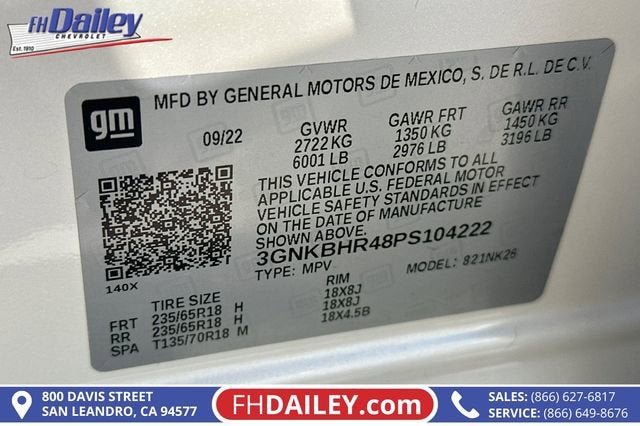 FHDailey
CHEVROLET
Est. 1910
gm
MFD BY GENERAL MOTORS DE MEXICO, S. DE R.L. DE C.V.
09/22
GVWR
2722 KG
6001 LB
GAWR FRT
1350 KG
2976 LB
GAWR RR
1450 KG
3196 LB
THIS VEHICLE CONFORMS TO ALL
APPLICABLE U.S. FEDERAL MOTOR
VEHICLE SAFETY STANDARDS IN EFFECT
ON THE DATE OF MANUFACTURE
SHOWN ABOVE.
3GNKBHR48PS104222
TYPE: MPV MODEL: 821NK26
140X
TIRE SIZE RIM
FRT 235/65R18 H 18X8J
RR 235/65R18 H 18X8J
SPA T135/70R18 M 18X4.5B
800 DAVIS STREET
SAN LEANDRO, CA 94577
FHDAILEY.com
SALES: (866) 627-6817
SERVICE: (866) 649-8676